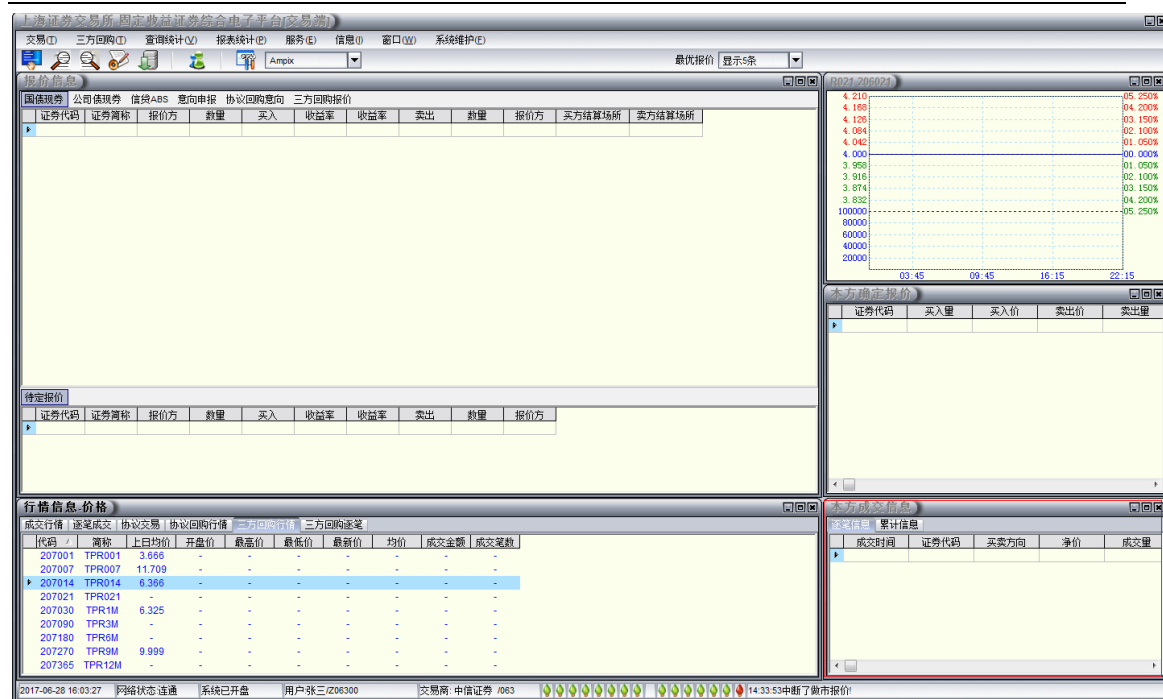 上海证券交易所-固定收益证券综合电子平台[交易端]
交易(T) 三方回购(T) 查询统计(V) 报表统计(P) 服务(E) 信息(I) 窗口(W) 系统维护(F)
Ampix 最优报价 显示5条
报价信息
国债现券 公司债现券 信贷ABS 意向申报 协议回购意向 三方回购报价
证券代码 证券简称 报价方 数量 买入 收益率 收益率 卖出 数量 报价方 买方结算场所 卖方结算场所
待定报价
证券代码 证券简称 报价方 数量 买入 收益率 收益率 卖出 数量 报价方
R021 206021
4.210 05.250%
4.168 04.200%
4.126 03.150%
4.084 02.100%
4.042 01.050%
4.000 00.000%
3.958 01.050%
3.916 02.100%
3.874 03.150%
3.832 04.200%
100000 05.250%
80000
60000
40000
20000
03:45 09:45 16:15 22:15
本方确定报价
证券代码 买入量 买入价 卖出价 卖出量
行情信息-价格
成交行情 逐笔成交 协议交易 协议回购行情 三方回购行情 三方回购逐笔
代码 简称 上日均价 开盘价 最高价 最低价 最新价 均价 成交金额 成交笔数
207001 TPR001 3.666 - - - - - - -
207007 TPR007 11.709 - - - - - - -
207014 TPR014 6.366 - - - - - - -
207021 TPR021 - - - - - - - -
207030 TPR1M 6.325 - - - - - - -
207090 TPR3M - - - - - - - -
207180 TPR6M - - - - - - - -
207270 TPR9M 9.999 - - - - - - -
207365 TPR12M - - - - - - - -
本方成交信息
逐笔信息 累计信息
成交时间 证券代码 买卖方向 净价 成交量
2017-06-28 16:03:27 网络状态:连通 系统已开盘 用户:张三/Z06300 交易商: 中信证券 /063 14:33:53中断了做市报价!